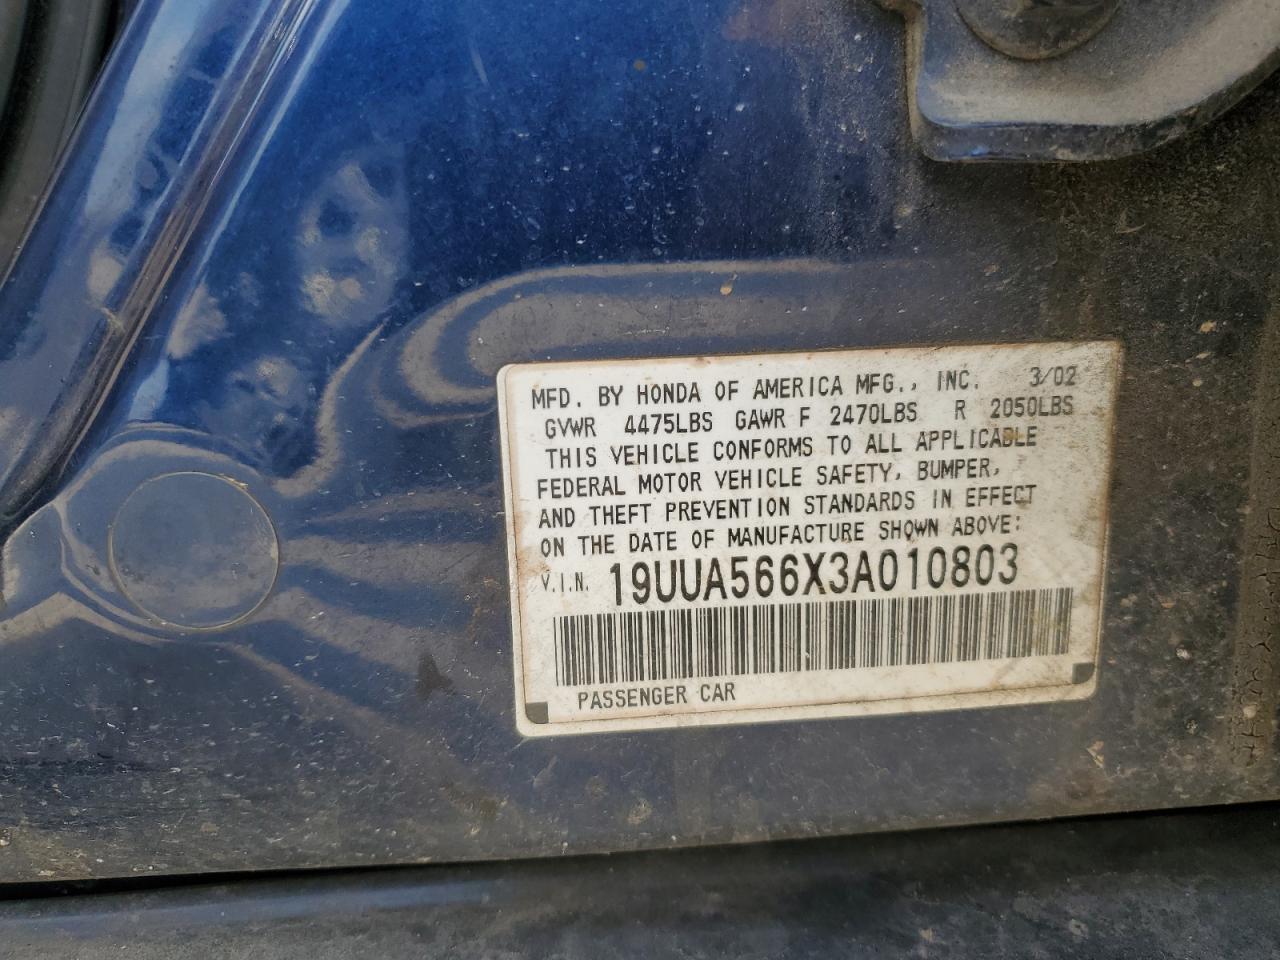 MFD. BY HONDA OF AMERICA MFG., INC. 3/02
GVWR 4475LBS GAWR F 2470LBS R 2050LBS
THIS VEHICLE CONFORMS TO ALL APPLICABLE
FEDERAL MOTOR VEHICLE SAFETY, BUMPER,
AND THEFT PREVENTION STANDARDS IN EFFECT
ON THE DATE OF MANUFACTURE SHOWN ABOVE:
V.I.N. 19UUA566X3A010803
PASSENGER CAR